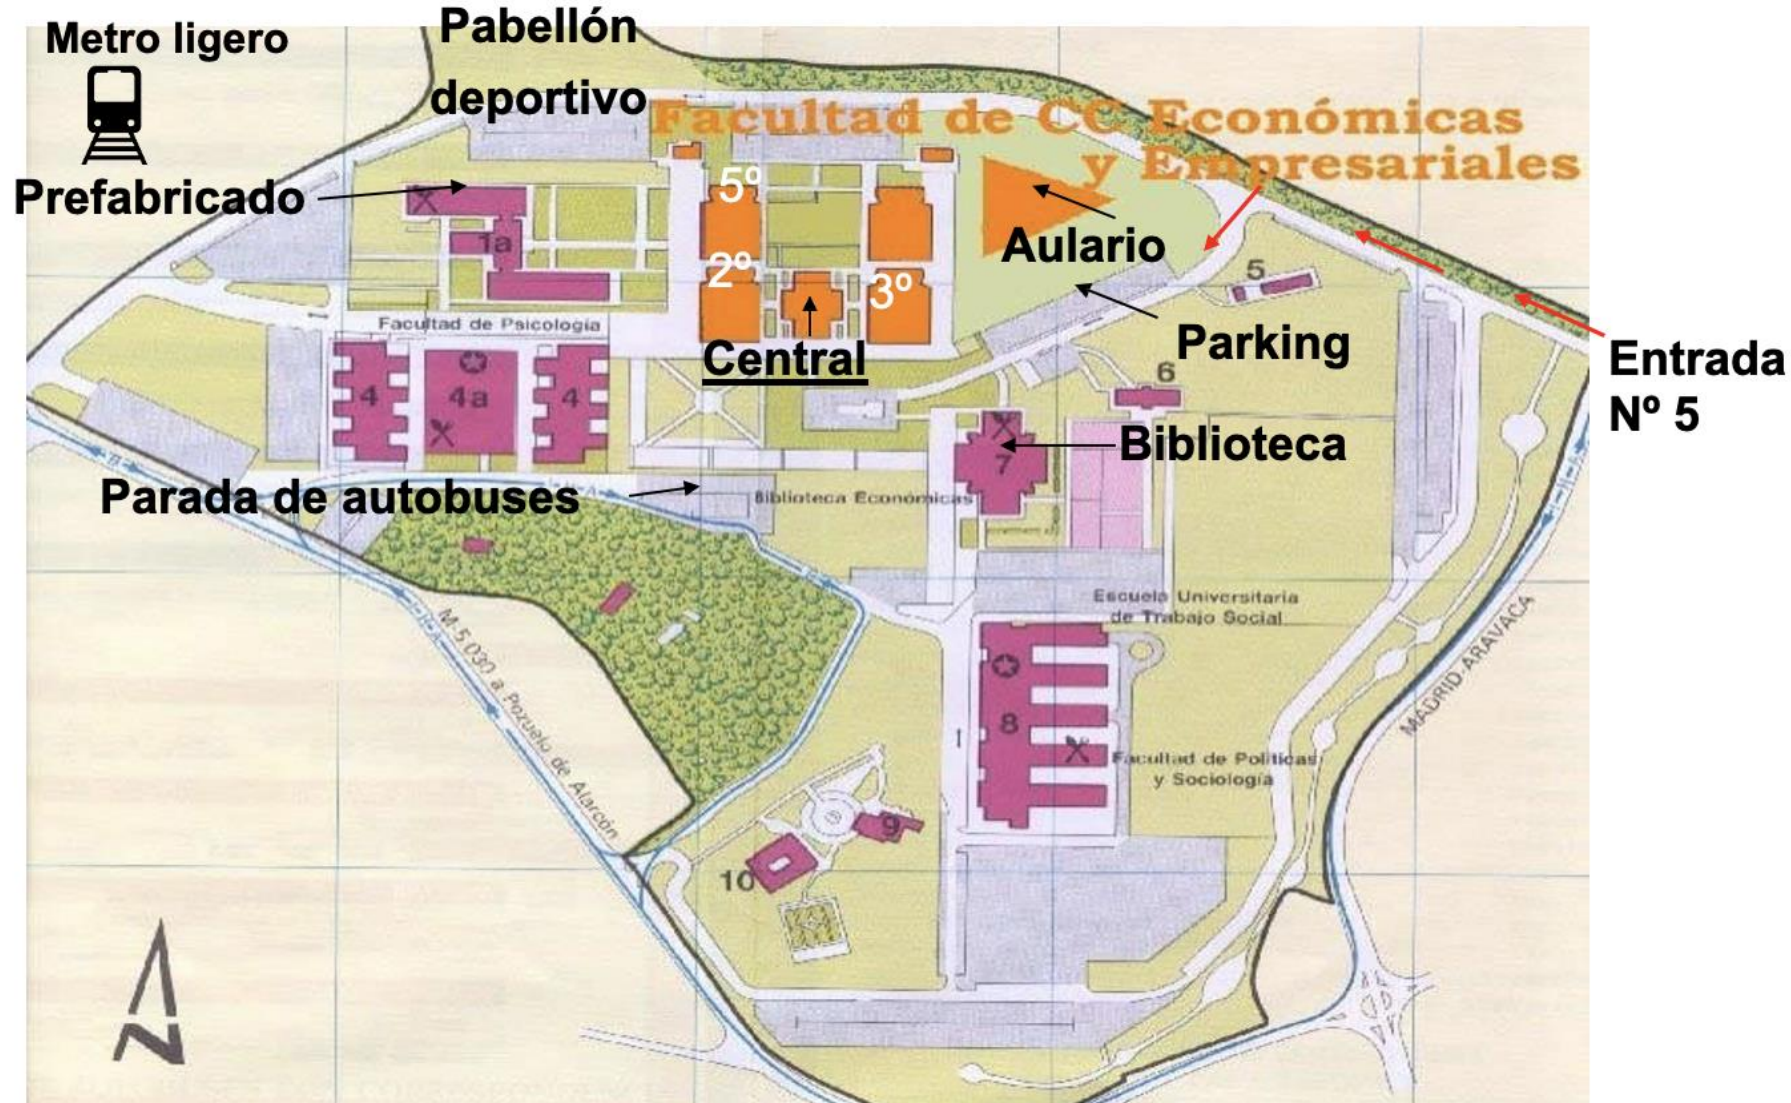 Metro ligero
Pabellón
deportivo
Facultad de CC Económicas
y Empresariales
Prefabricado
5º
Aulario
1a
2º
3º
5
Facultad de Psicología
Central
Parking
Entrada
Nº 5
4
4a
4
6
Biblioteca
7
Parada de autobuses
Biblioteca Económicas
Escuela Universitaria
de Trabajo Social
M-5.030 a Pozuelo de Alarcón
MADRID-ARAVACA
8
Facultad de Políticas
y Sociología
9
10
N